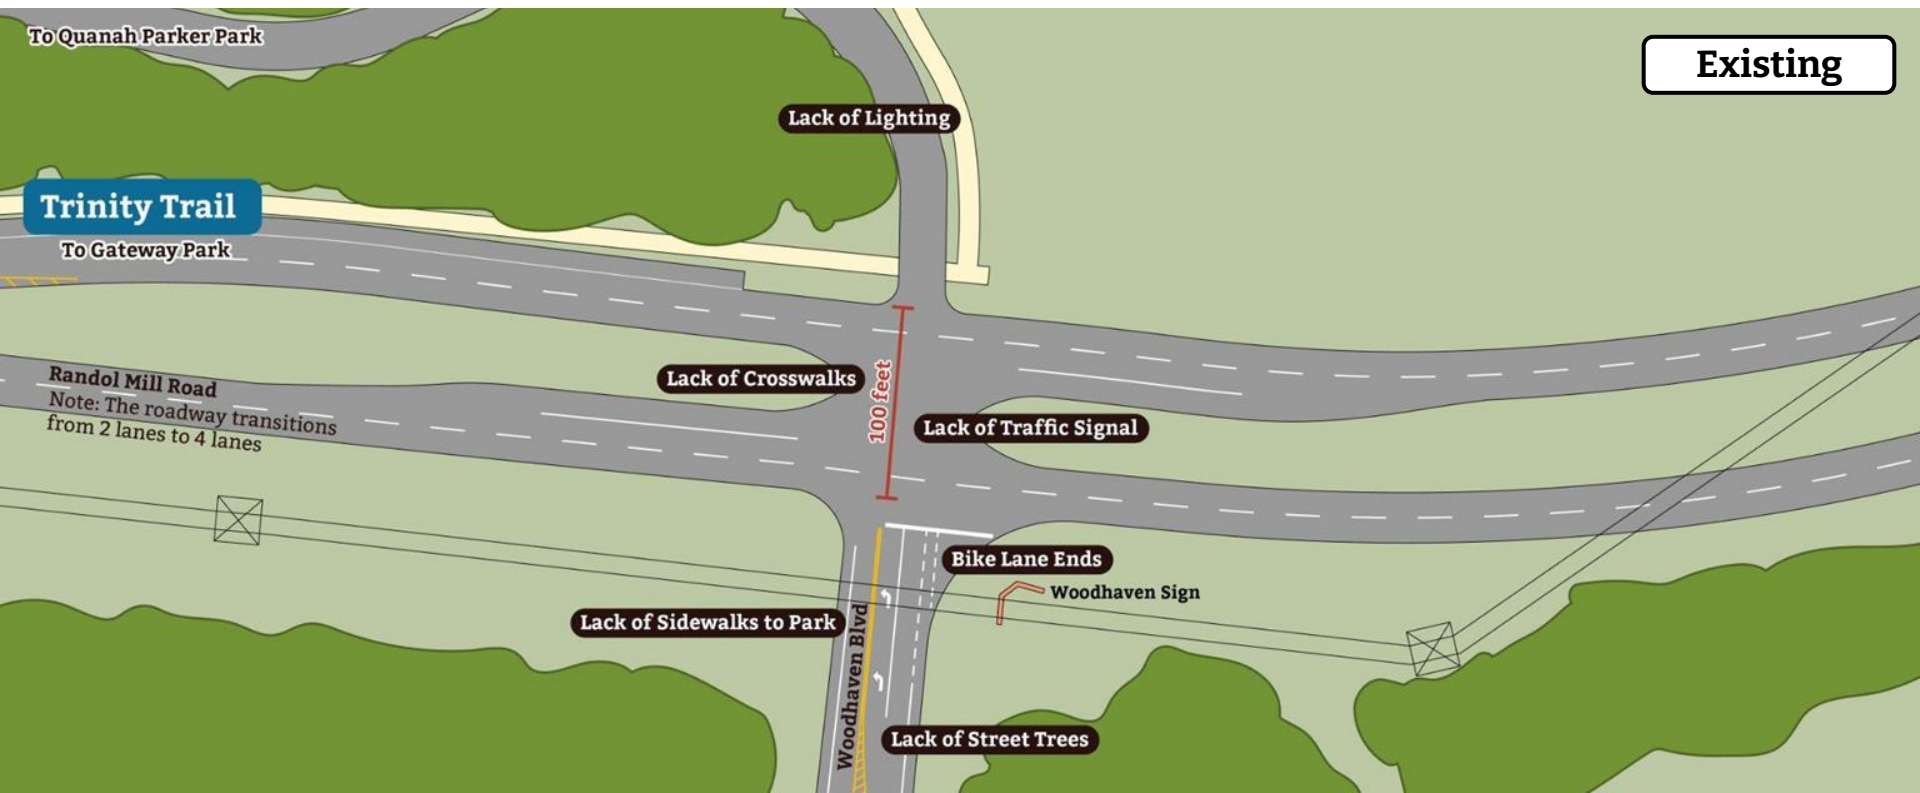 To Quanah Parker Park
Existing
Lack of Lighting
Trinity Trail
To Gateway Park
Lack of Crosswalks
100 feet
Randol Mill Road
Note: The roadway transitions
from 2 lanes to 4 lanes
Lack of Traffic Signal
Bike Lane Ends
Woodhaven Sign
Lack of Sidewalks to Park
Woodhaven Blvd
Lack of Street Trees